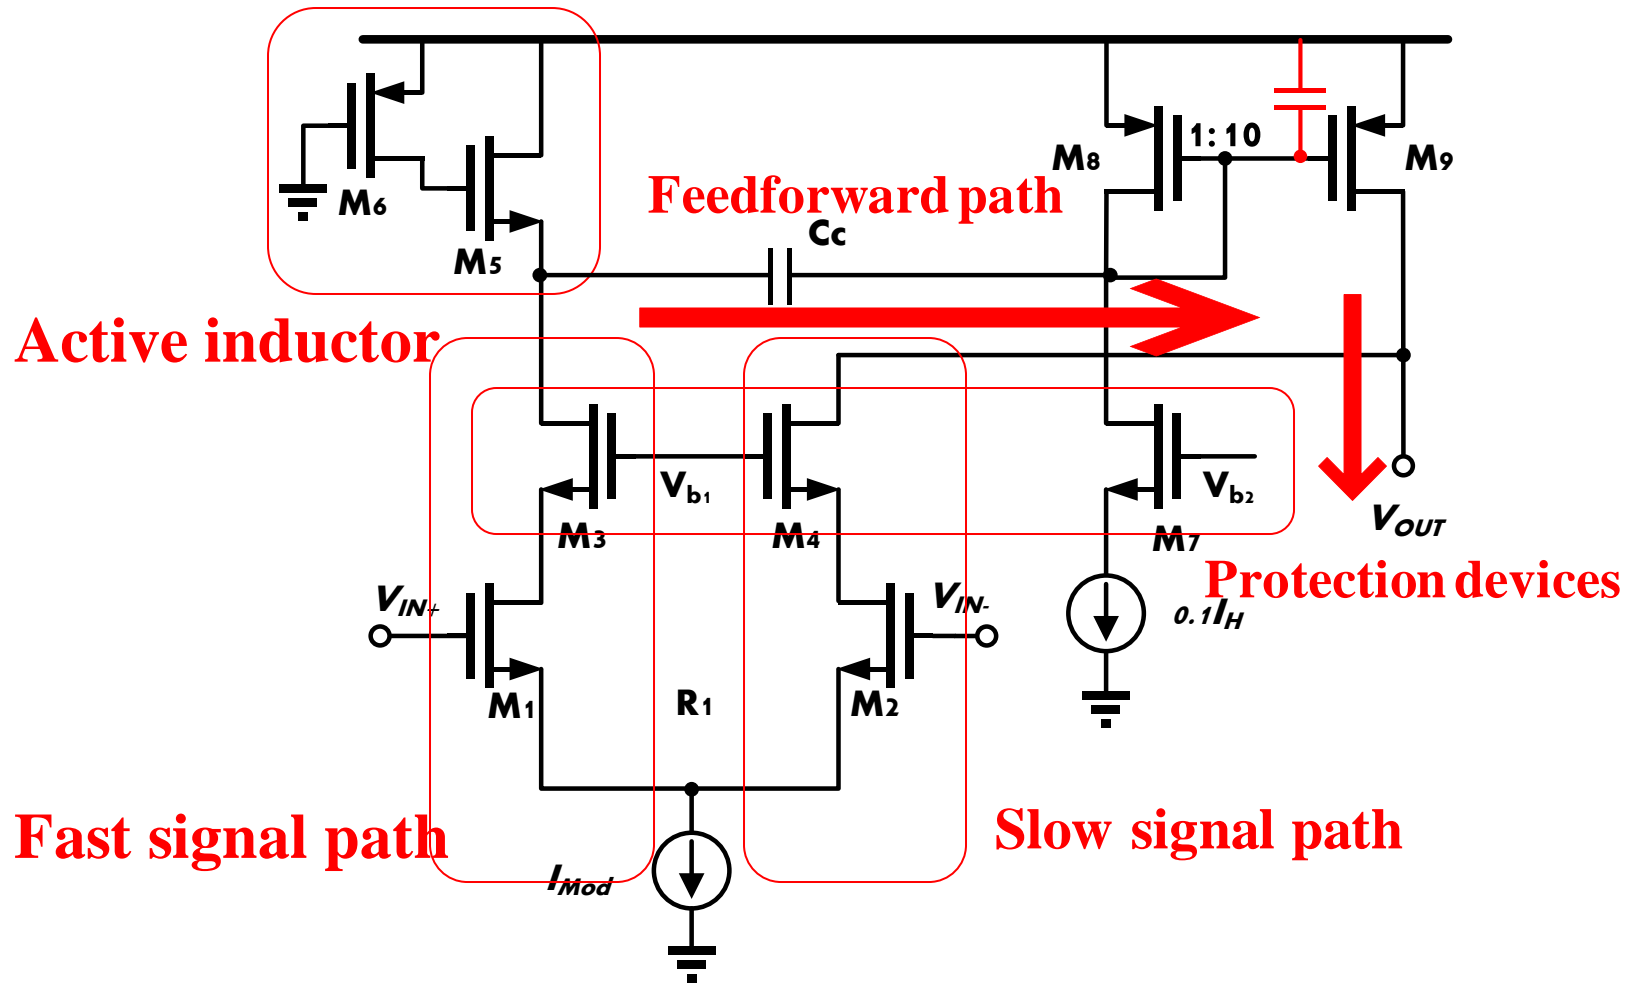 1:10
M8
M9
M6
Feedforward path
Cc
M5
Active inductor
Vb1
Vb2
M3
M4
M7
VOUT
Protection devices
VIN+
VIN-
0.1IH
M1
R1
M2
Fast signal path
Slow signal path
IMod